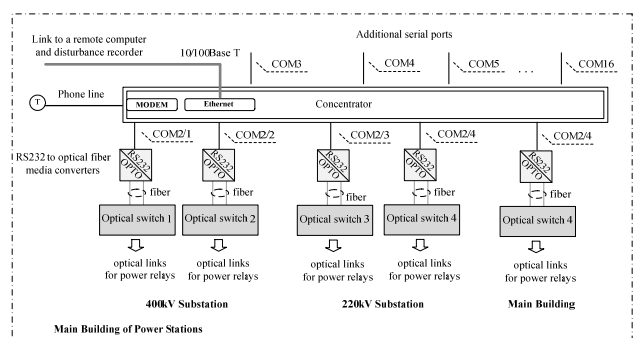 Link to a remote computer
and disturbance recorder
10/100Base T
Additional serial ports
COM3
COM4
COM5
...
COM16
T
Phone line
MODEM
Ethernet
Concentrator
COM2/1
COM2/2
COM2/3
COM2/4
COM2/4
RS232 to optical fiber
media converters
RS232
OPTO
RS232
OPTO
RS232
OPTO
RS232
OPTO
RS232
OPTO
fiber
fiber
fiber
fiber
fiber
Optical switch 1
Optical switch 2
Optical switch 3
Optical switch 4
Optical switch 4
optical links
for power relays
optical links
for power relays
optical links
for power relays
optical links
for power relays
optical links
for power relays
400kV Substation
220kV Substation
Main Building
Main Building of Power Stations